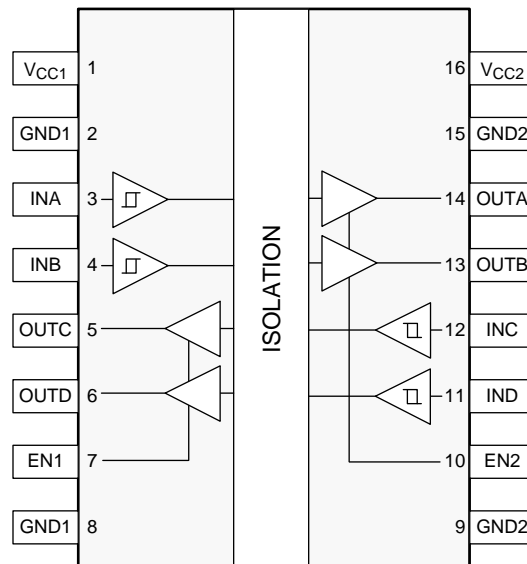 VCC1 1 16 VCC2
GND1 2 15 GND2
INA 3 14 OUTA
INB 4 13 OUTB
OUTC 5 12 INC
OUTD 6 11 IND
EN1 7 10 EN2
GND1 8 9 GND2
ISOLATION